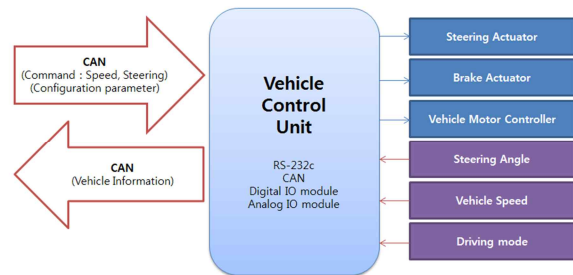 CAN
(Command : Speed, Steering)
(Configuration parameter)
CAN
(Vehicle Information)
Vehicle
Control
Unit
RS-232c
CAN
Digital IO module
Analog IO module
Steering Actuator
Brake Actuator
Vehicle Motor Controller
Steering Angle
Vehicle Speed
Driving mode